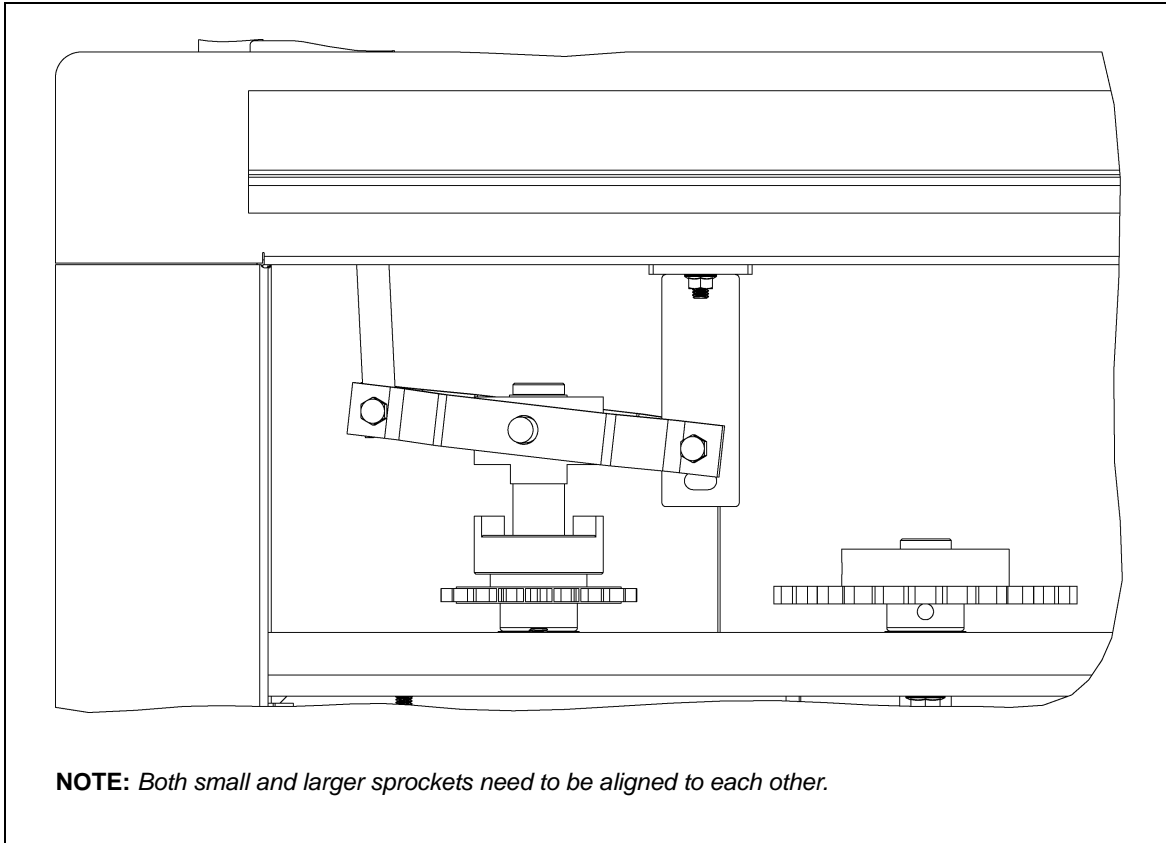 NOTE: Both small and larger sprockets need to be aligned to each other.